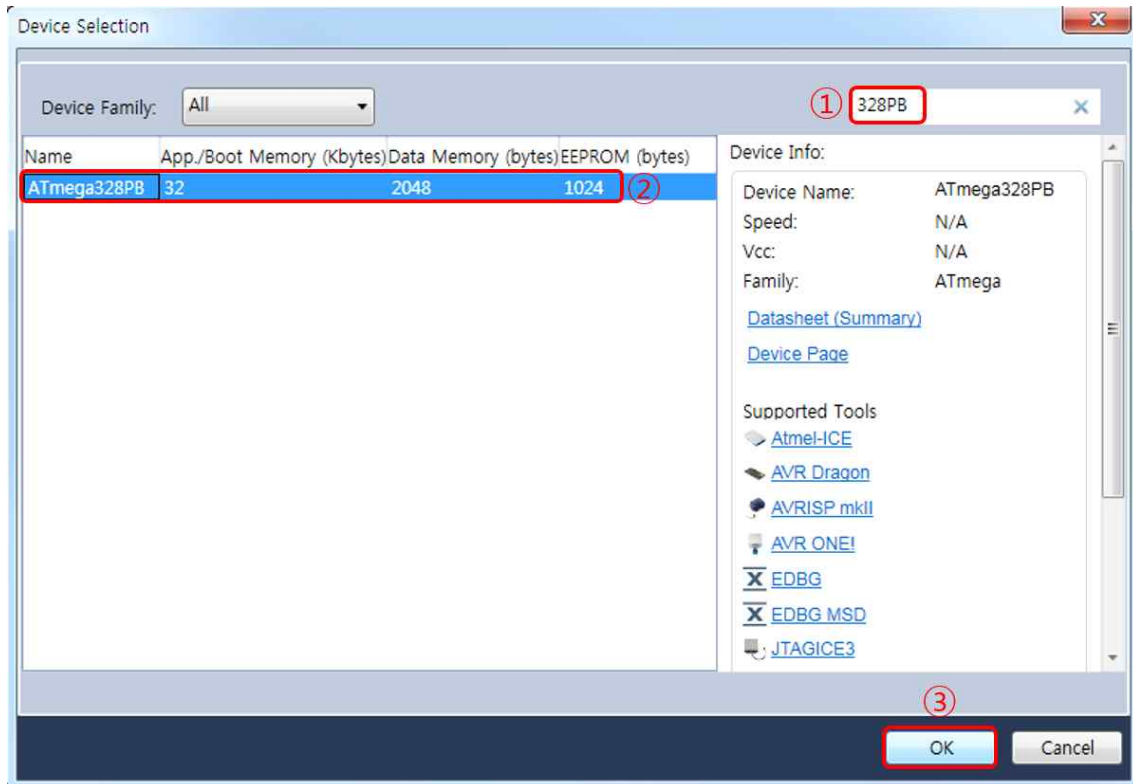 Device Selection
Device Family: All ① 328PB
Name App./Boot Memory (Kbytes) Data Memory (bytes) EEPROM (bytes)
ATmega328PB 32 2048 1024 ②
Device Info:
Device Name: ATmega328PB
Speed: N/A
Vcc: N/A
Family: ATmega
Datasheet (Summary)
Device Page
Supported Tools
Atmel-ICE
AVR Dragon
AVRISP mkII
AVR ONE!
EDBG
EDBG MSD
JTAGICE3
③
OK Cancel